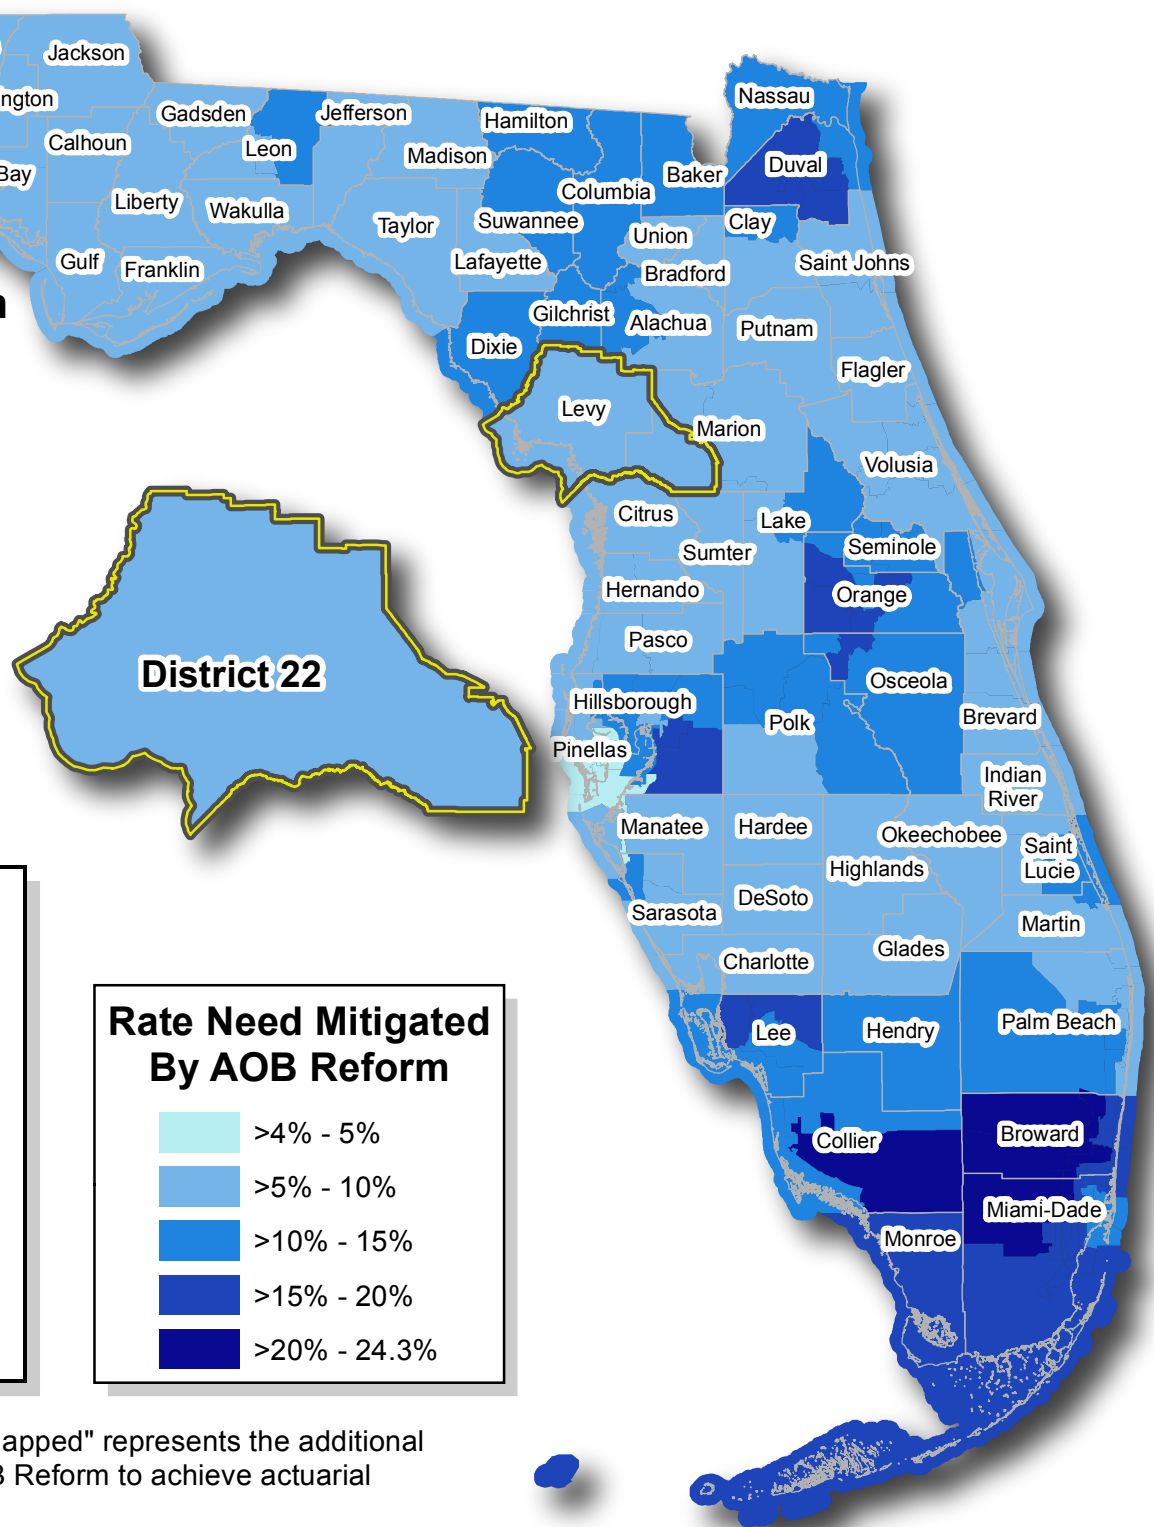 Jackson
ngton
Gadsden
Jefferson
Calhoun
Leon
Bay
Liberty
Wakulla
Gulf
Franklin
Hamilton
Madison
Nassau
Duval
Baker
Columbia
Suwannee
Taylor
Lafayette
Union
Clay
Bradford
Saint Johns
Gilchrist
Alachua
Putnam
Dixie
Flagler
Levy
Marion
Volusia
Citrus
Lake
Sumter
Seminole
Hernando
Orange
Pasco
Osceola
Hillsborough
Polk
Brevard
Pinellas
Indian
River
Manatee
Hardee
Okeechobee
Saint
Lucie
Highlands
DeSoto
Sarasota
Martin
Glades
Charlotte
Lee
Hendry
Palm Beach
Collier
Broward
Miami-Dade
Monroe
District 22
Rate Need Mitigated
By AOB Reform
>4% - 5%
>5% - 10%
>10% - 15%
>15% - 20%
>20% - 24.3%
apped" represents the additional
B Reform to achieve actuarial